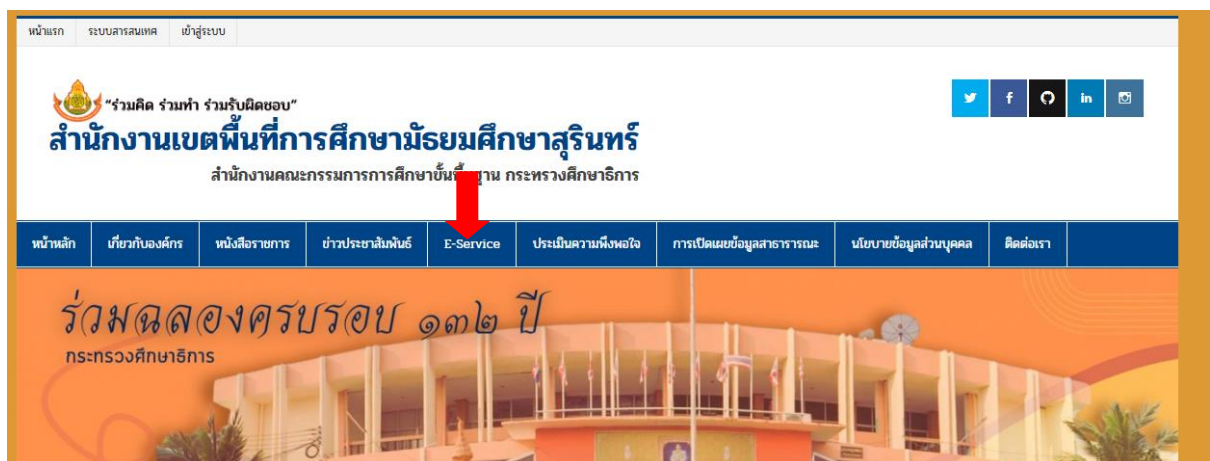 หน้าแรก ระบบสารสนเทศ เข้าสู่ระบบ
"ร่วมคิด ร่วมทำ ร่วมรับผิดชอบ"
สำนักงานเขตพื้นที่การศึกษามัธยมศึกษาสุรินทร์
สำนักงานคณะกรรมการการศึกษาขั้นพื้นฐาน กระทรวงศึกษาธิการ
หน้าหลัก เกี่ยวกับองค์กร หนังสือราชการ ข่าวประชาสัมพันธ์ E-Service ประเมินความพึงพอใจ การเปิดเผยข้อมูลสาธารารณะ นโยบายข้อมูลส่วนบุคคล ติดต่อเรา
ร่วมฉลองครบรอบ ๑๓๒ ปี
กระทรวงศึกษาธิการ